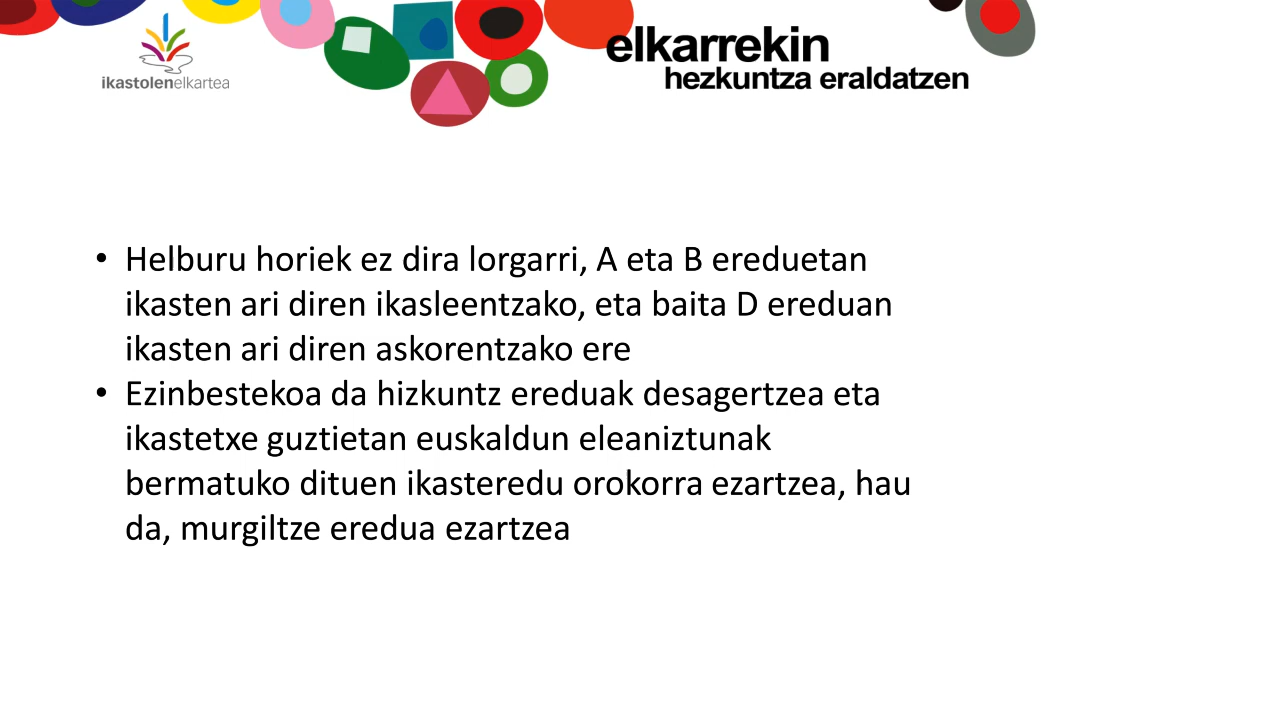 ikastolenelkartea
elkarrekin
hezkuntza eraldatzen
• Helburu horiek ez dira lorgarri, A eta B ereduetan
ikasten ari diren ikasleentzako, eta baita D ereduan
ikasten ari diren askorentzako ere
• Ezinbestekoa da hizkuntz ereduak desagertzea eta
ikastetxe guztietan euskaldun eleaniztunak
bermatuko dituen ikasteredu orokorra ezartzea, hau
da, murgiltze eredua ezartzea